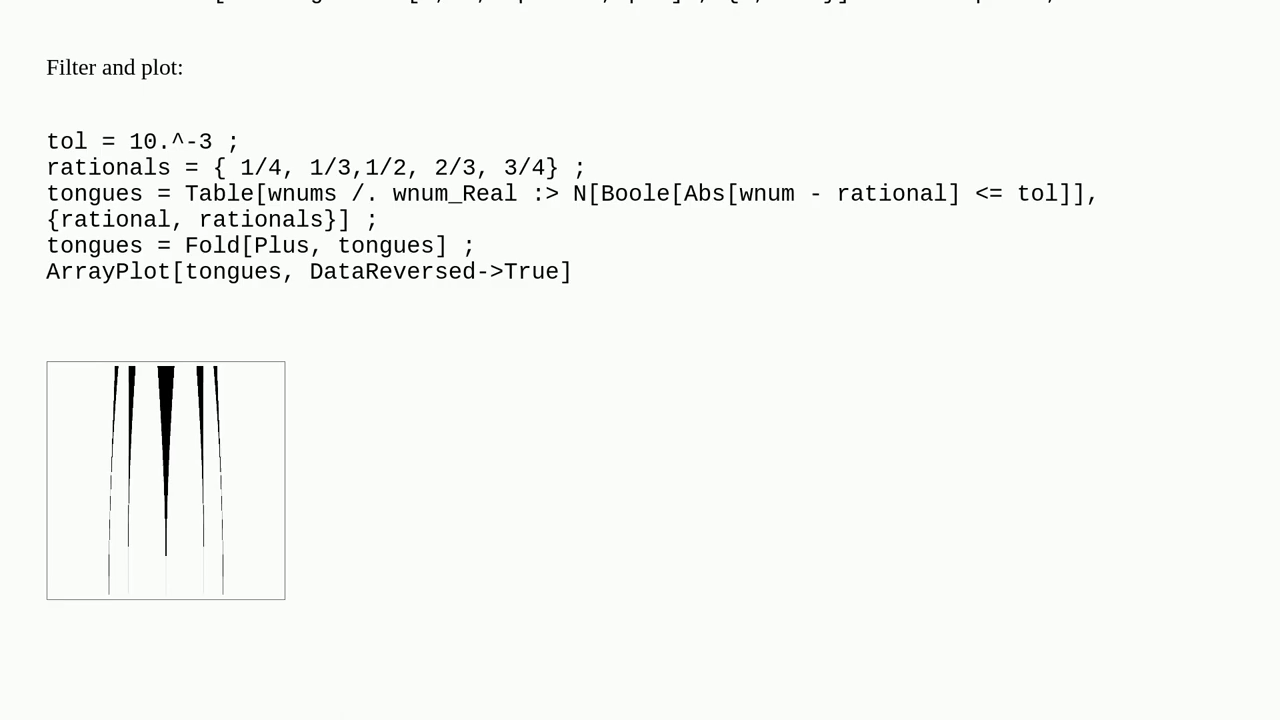 Filter and plot:
tol = 10.^-3 ;
rationals = { 1/4, 1/3,1/2, 2/3, 3/4} ;
tongues = Table[wnums /. wnum_Real :> N[Boole[Abs[wnum - rational] <= tol]],
{rational, rationals}] ;
tongues = Fold[Plus, tongues] ;
ArrayPlot[tongues, DataReversed->True]